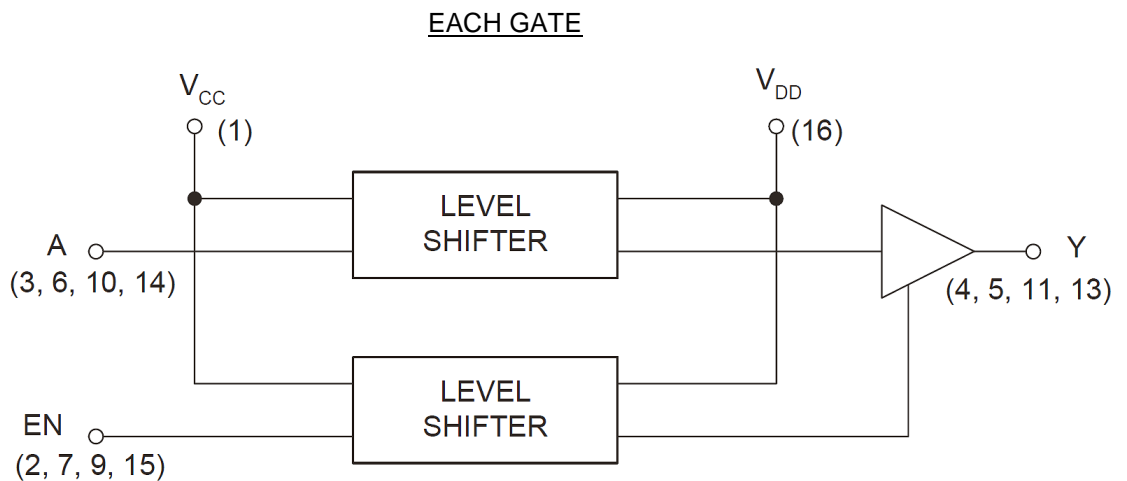 EACH GATE
VCC
(1)
VDD
(16)
LEVEL
SHIFTER
A
(3, 6, 10, 14)
Y
(4, 5, 11, 13)
LEVEL
SHIFTER
EN
(2, 7, 9, 15)